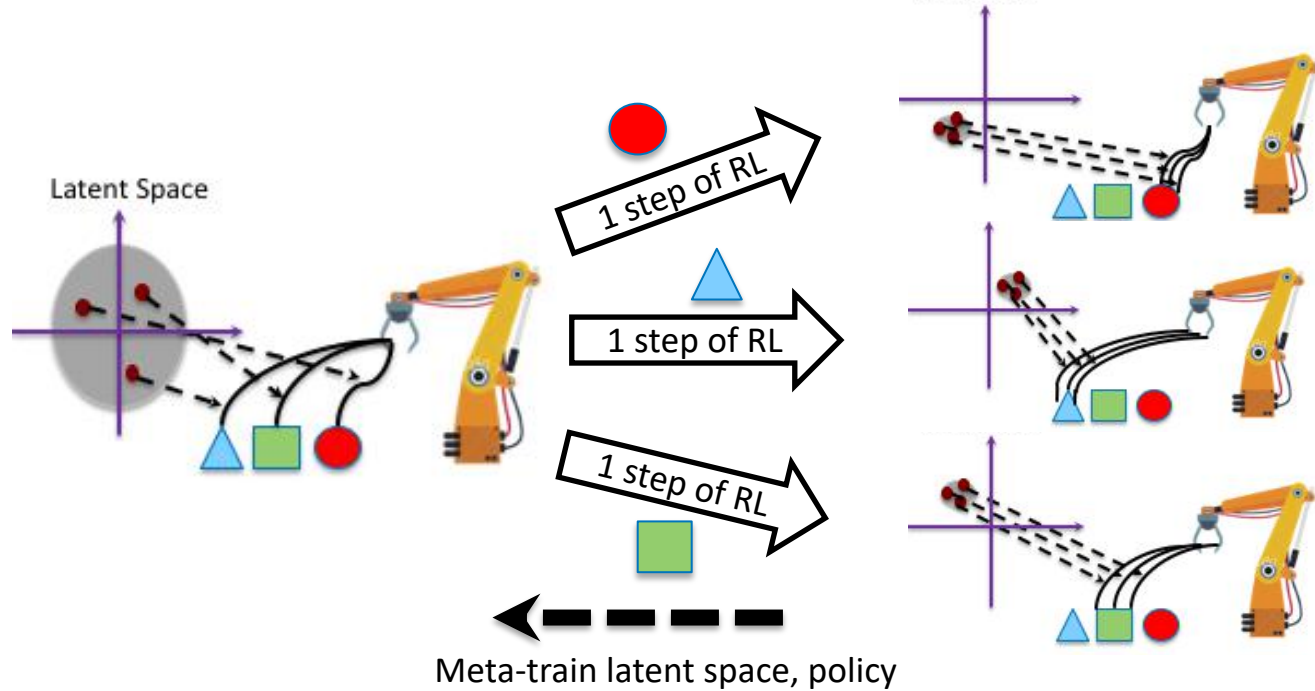 Latent Space
1 step of RL
1 step of RL
1 step of RL
Meta-train latent space, policy